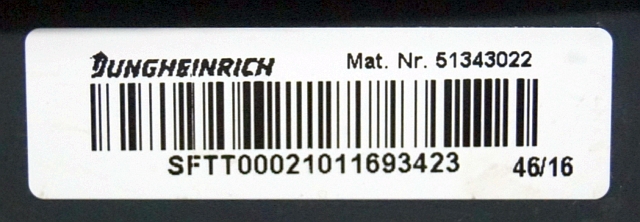 JUNGHEINRICH Mat. Nr. 51343022
SFTT00021011693423 46/16